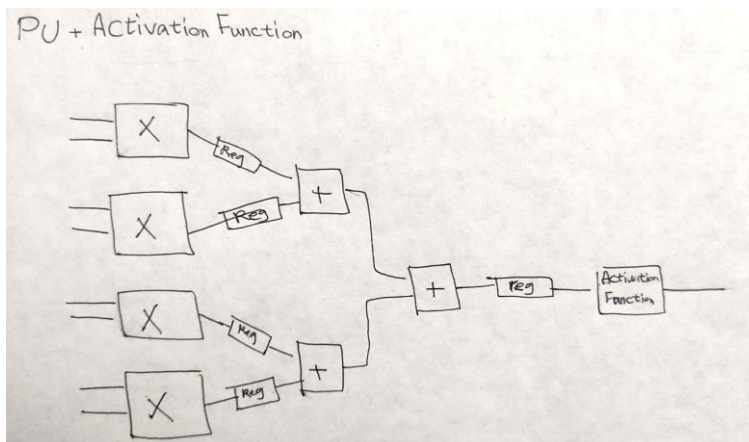 PU + Activation Function
X
Reg
+
X
Reg
+
reg
Activation
Function
X
Reg
+
X
Reg